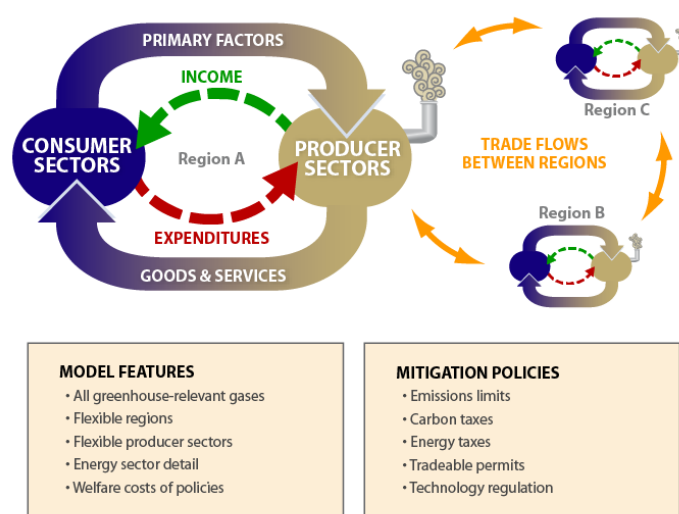 PRIMARY FACTORS
INCOME
CONSUMER
SECTORS
Region A
PRODUCER
SECTORS
EXPENDITURES
GOODS & SERVICES
Region C
TRADE FLOWS
BETWEEN REGIONS
Region B
MODEL FEATURES
• All greenhouse-relevant gases
• Flexible regions
• Flexible producer sectors
• Energy sector detail
• Welfare costs of policies
MITIGATION POLICIES
• Emissions limits
• Carbon taxes
• Energy taxes
• Tradeable permits
• Technology regulation